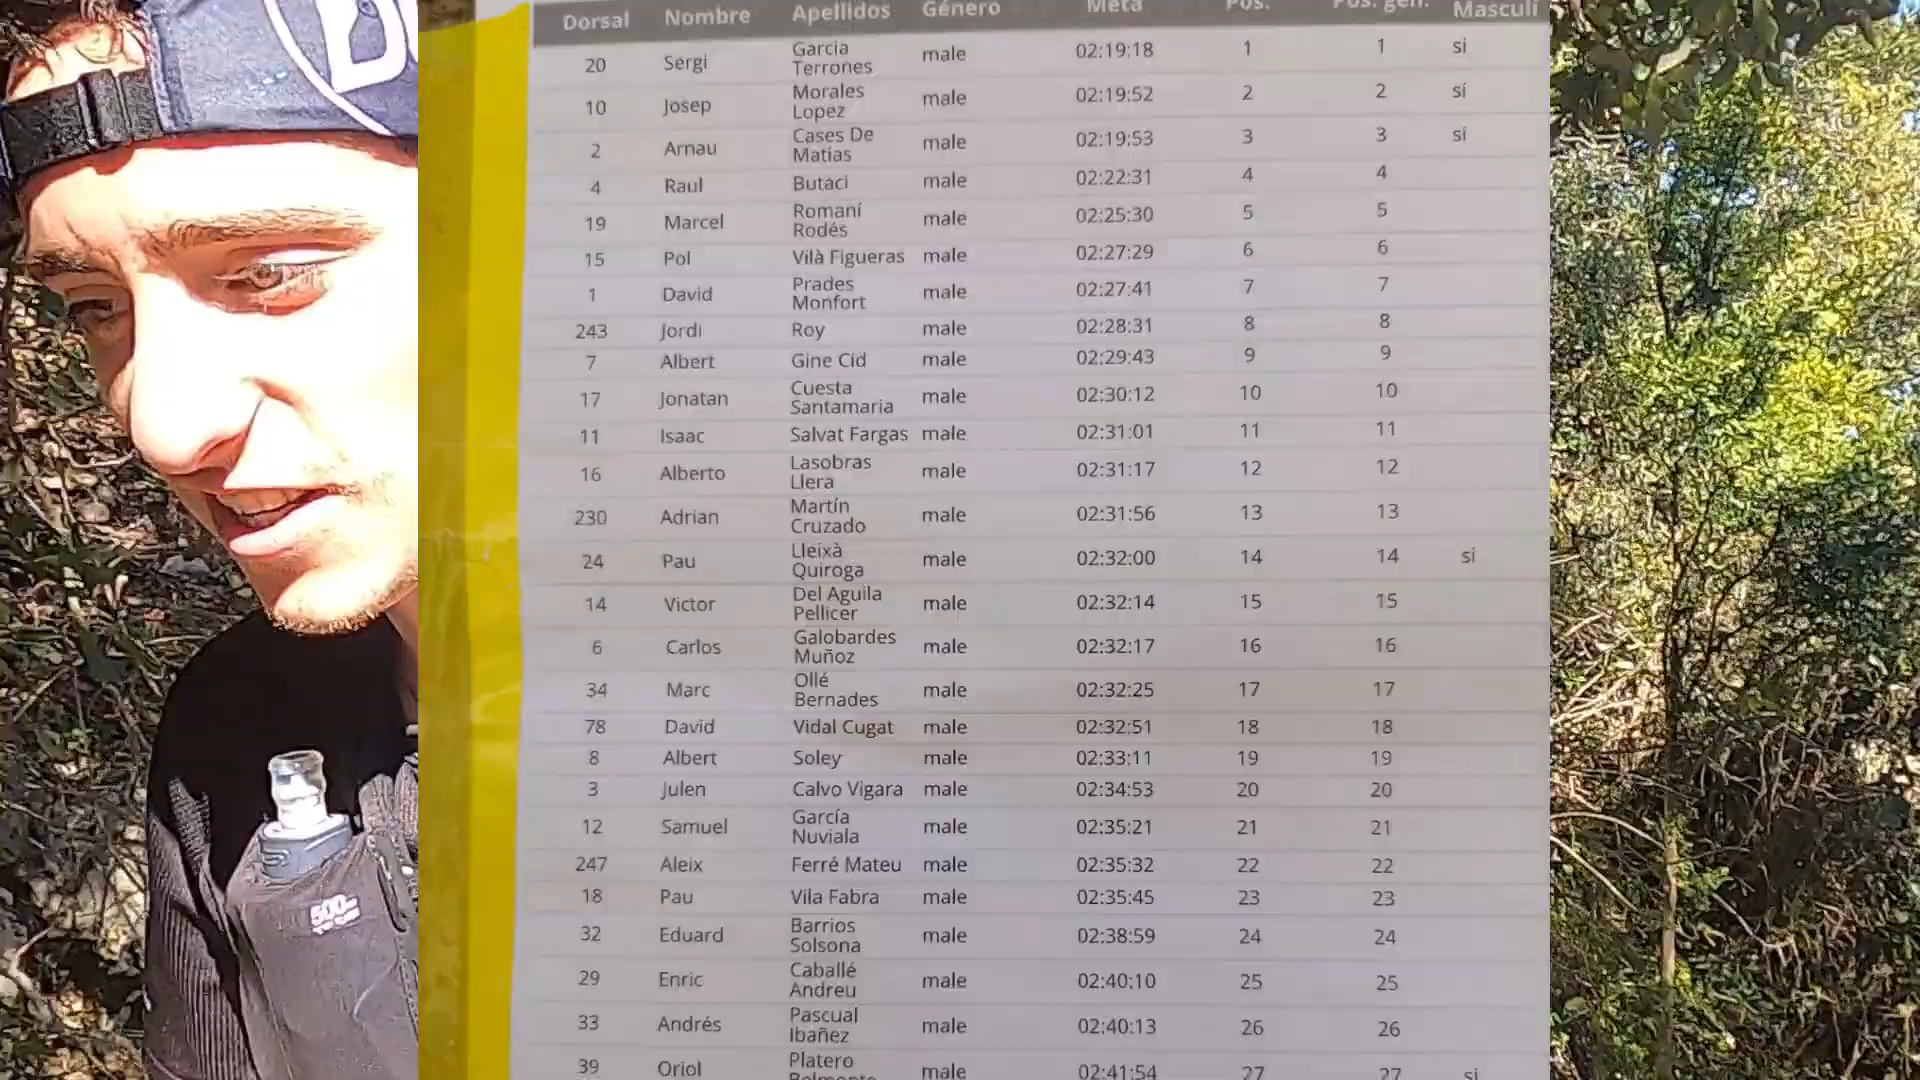 Dorsal Nombre Apellidos Género Meta Pos. Pos. gen. Masculí
20 Sergi Garcia Terrones male 02:19:18 1 1 sí
10 Josep Morales Lopez male 02:19:52 2 2 sí
2 Arnau Cases De Matías male 02:19:53 3 3 sí
4 Raul Butaci male 02:22:31 4 4
19 Marcel Romaní Rodés male 02:25:30 5 5
15 Pol Vilà Figueras male 02:27:29 6 6
1 David Prades Monfort male 02:27:41 7 7
243 Jordi Roy male 02:28:31 8 8
7 Albert Gine Cid male 02:29:43 9 9
17 Jonatan Cuesta Santamaria male 02:30:12 10 10
11 Isaac Salvat Fargas male 02:31:01 11 11
16 Alberto Lasobras Llera male 02:31:17 12 12
230 Adrian Martín Cruzado male 02:31:56 13 13
24 Pau Lleixà Quiroga male 02:32:00 14 14 sí
14 Victor Del Aguila Pellicer male 02:32:14 15 15
6 Carlos Galobardes Muñoz male 02:32:17 16 16
34 Marc Ollé Bernades male 02:32:25 17 17
78 David Vidal Cugat male 02:32:51 18 18
8 Albert Soley male 02:33:11 19 19
3 Julen Calvo Vigara male 02:34:53 20 20
12 Samuel García Nuviala male 02:35:21 21 21
247 Aleix Ferré Mateu male 02:35:32 22 22
18 Pau Vila Fabra male 02:35:45 23 23
32 Eduard Barrios Solsona male 02:38:59 24 24
29 Enric Caballé Andreu male 02:40:10 25 25
33 Andrés Pascual Ibañez male 02:40:13 26 26
39 Oriol Platero male 02:41:54 27 27 sí
500